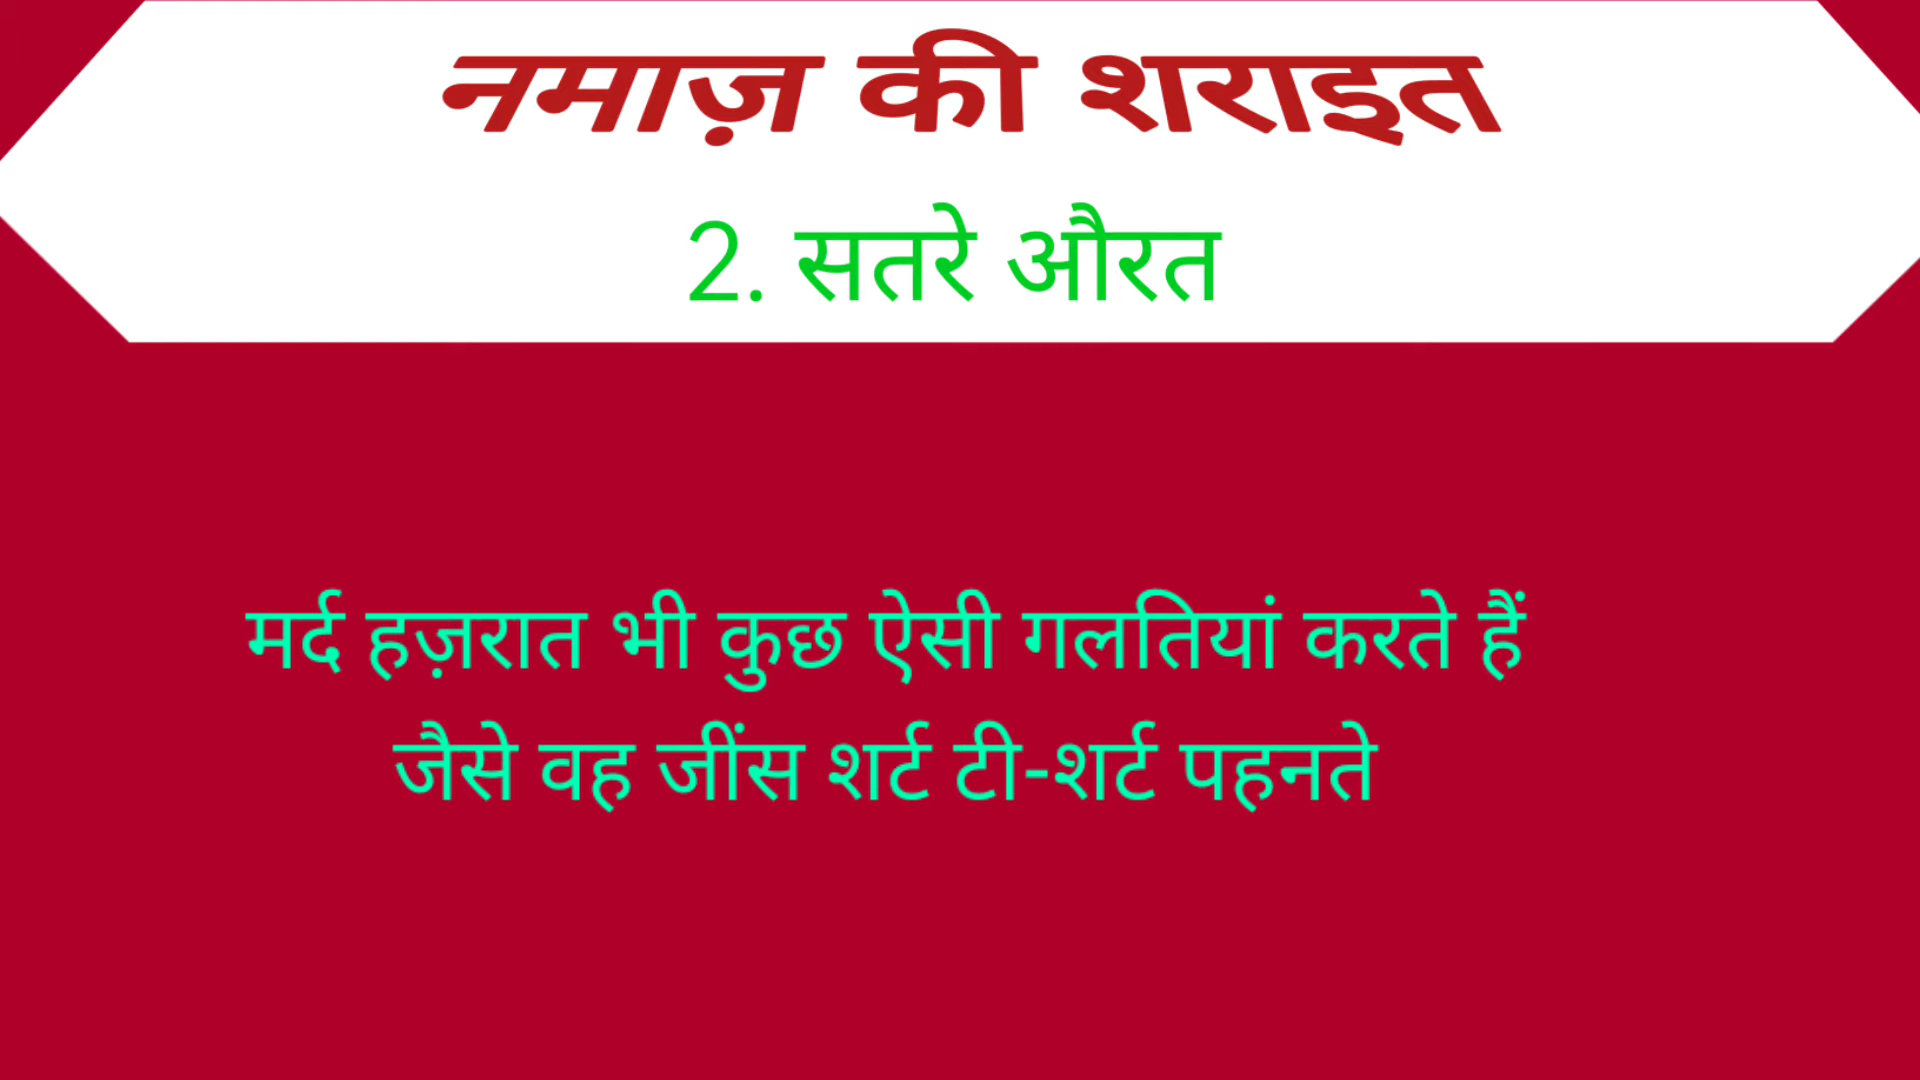 नमाज़ की शराइत
2. सतरे औरत
मर्द हज़रात भी कुछ ऐसी गलतियां करते हैं
जैसे वह जींस शर्ट टी-शर्ट पहनते